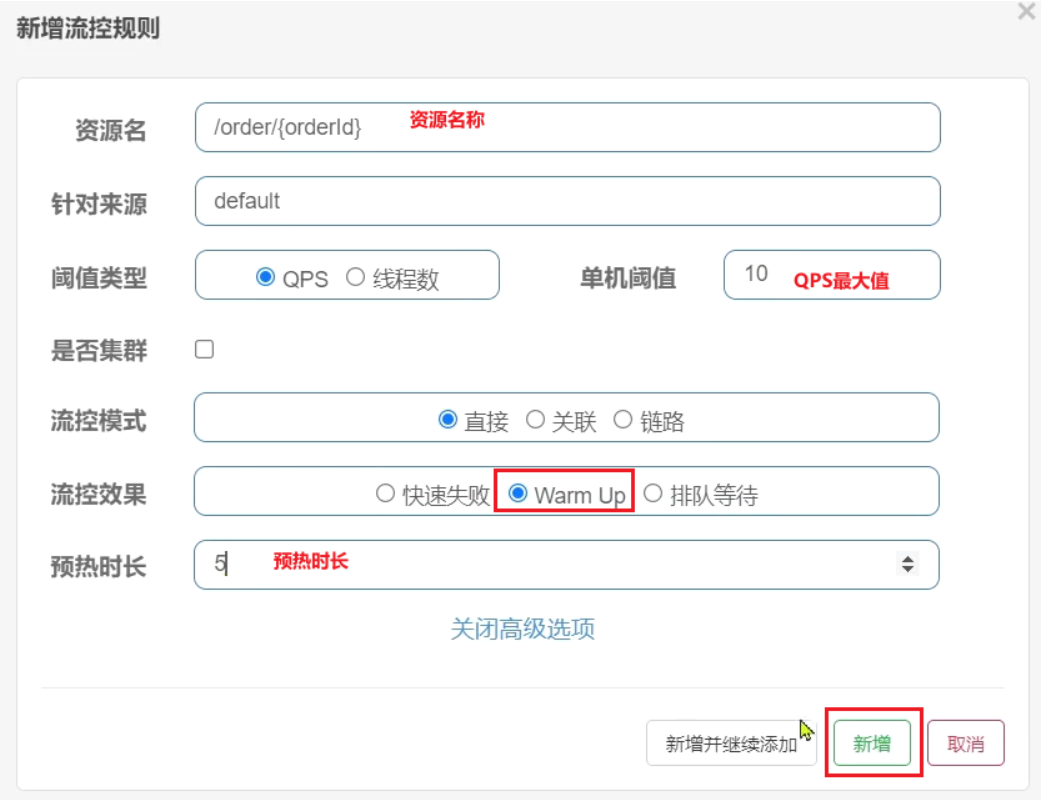 新增流控规则
资源名 /order/{orderId} 资源名称
针对来源 default
阈值类型 QPS 线程数 单机阈值 10 QPS最大值
是否集群
流控模式 直接 关联 链路
流控效果 快速失败 Warm Up 排队等待
预热时长 5 预热时长
关闭高级选项
新增并继续添加 新增 取消